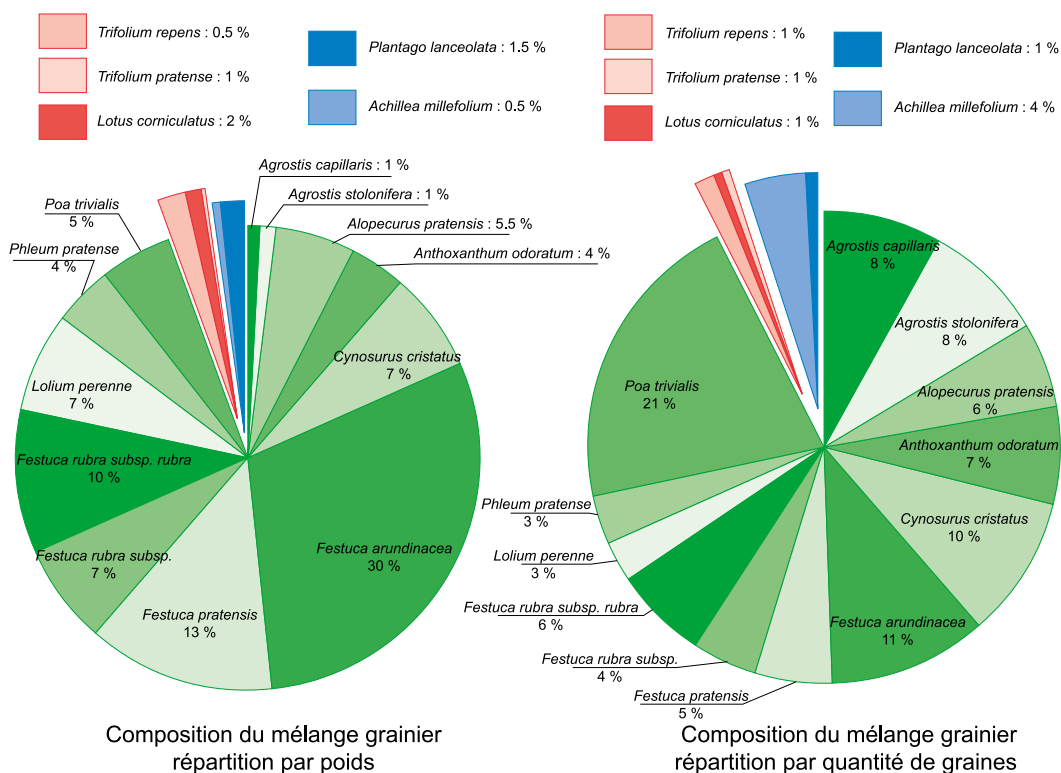 Trifolium repens : 0.5 %
Trifolium pratense : 1 %
Lotus corniculatus : 2 %
Plantago lanceolata : 1.5 %
Achillea millefolium : 0.5 %
Agrostis capillaris : 1 %
Agrostis stolonifera : 1 %
Alopecurus pratensis : 5.5 %
Anthoxanthum odoratum : 4 %
Cynosurus cristatus
7 %
Festuca arundinacea
30 %
Festuca pratensis
13 %
Festuca rubra subsp.
7 %
Festuca rubra subsp. rubra
10 %
Lolium perenne
7 %
Phleum pratense
4 %
Poa trivialis
5 %
Composition du mélange grainier
répartition par poids
Trifolium repens : 1 %
Trifolium pratense : 1 %
Lotus corniculatus : 1 %
Plantago lanceolata : 1 %
Achillea millefolium : 4 %
Agrostis capillaris
8 %
Agrostis stolonifera
8 %
Alopecurus pratensis
6 %
Anthoxanthum odoratum
7 %
Cynosurus cristatus
10 %
Festuca arundinacea
11 %
Festuca pratensis
5 %
Festuca rubra subsp.
4 %
Festuca rubra subsp. rubra
6 %
Lolium perenne
3 %
Phleum pratense
3 %
Poa trivialis
21 %
Composition du mélange grainier
répartition par quantité de graines